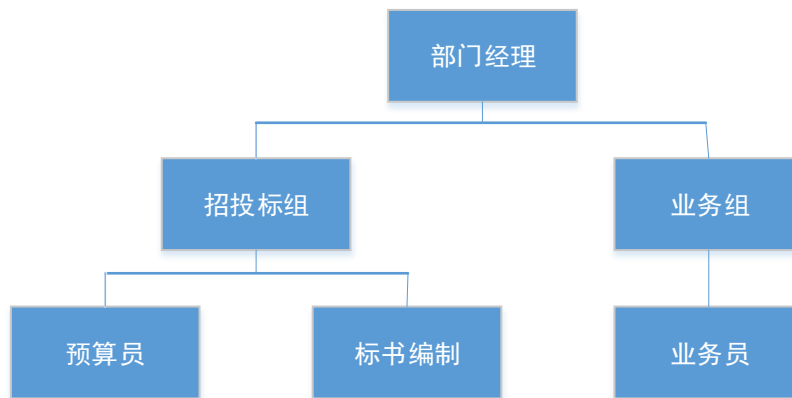 部门经理
招投标组
业务组
预算员
标书编制
业务员